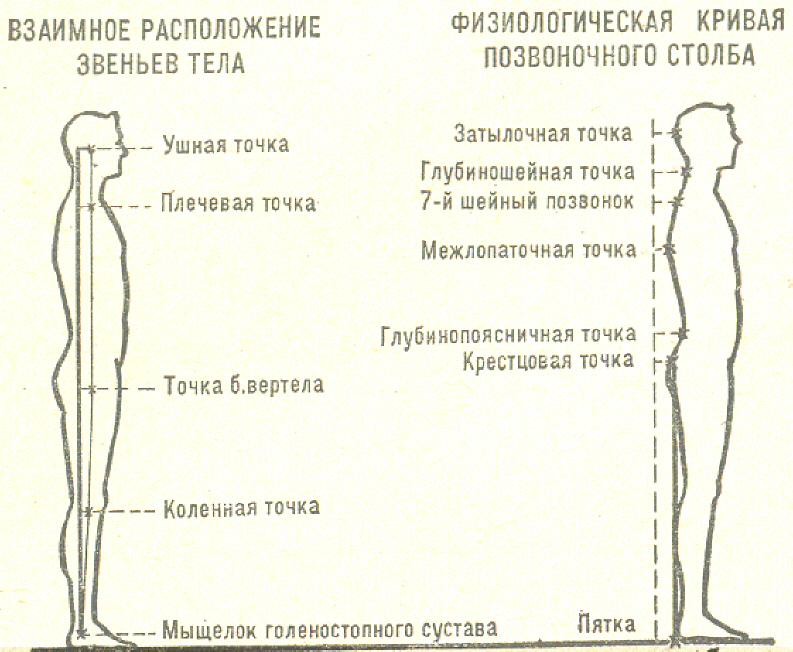 ВЗАИМНОЕ РАСПОЛОЖЕНИЕ
ЗВЕНЬЕВ ТЕЛА
Ушная точка
Плечевая точка
Точка б.вертела
Коленная точка
Мыщелок голеностопного сустава
ФИЗИОЛОГИЧЕСКАЯ КРИВАЯ
ПОЗВОНОЧНОГО СТОЛБА
Затылочная точка
Глубиношейная точка
7-й шейный позвонок
Межлопаточная точка
Глубинопоясничная точка
Крестцовая точка
Пятка